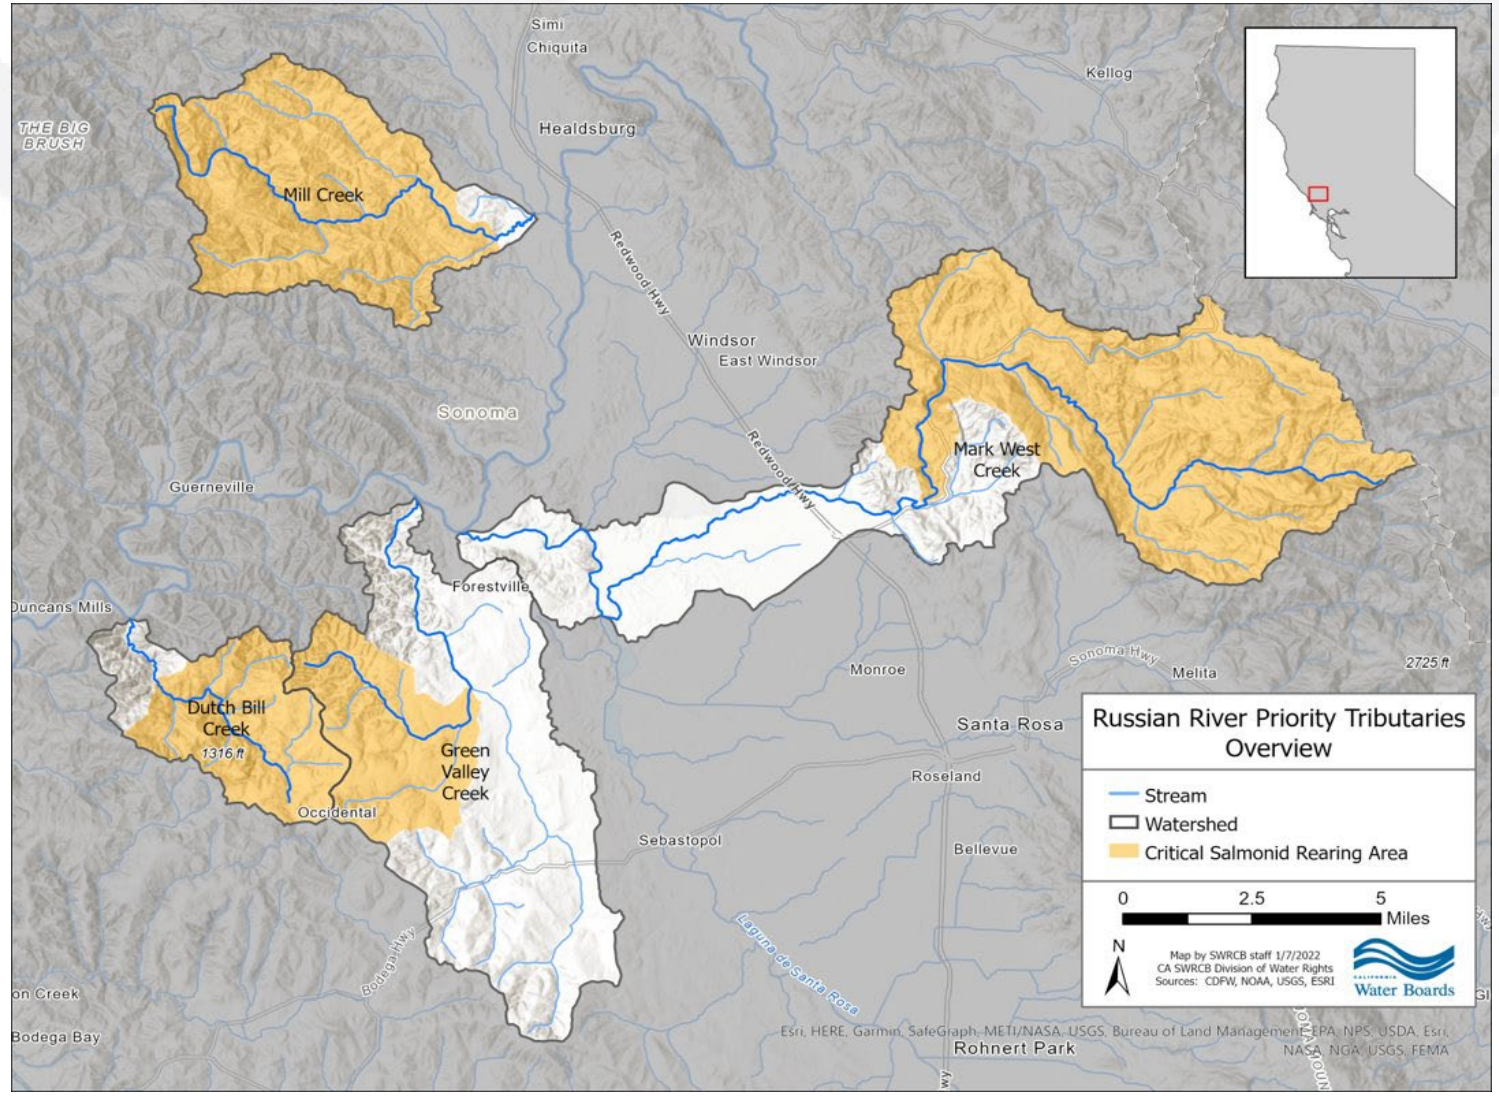 Simi
Chiquita
Kellog
THE BIG
BRUSH
Healdsburg
Mill Creek
Redwood Hwy
Windsor
East Windsor
Sonoma
Redwood Hwy
Mark West
Creek
Guerneville
Forestville
Duncans Mills
Monroe
Sonoma Hwy
Melita
2725 ft
Dutch Bill
Creek
1316 ft
Green
Valley
Creek
Occidental
Santa Rosa
Roseland
Sebastopol
Bellevue
Laguna de Santa Rosa
Bodega Hwy
on Creek
Bodega Bay
Rohnert Park
wy
Russian River Priority Tributaries
Overview
Stream
Watershed
Critical Salmonid Rearing Area
0 2.5 5
Miles
N
Map by SWRCB staff 1/7/2022
CA SWRCB Division of Water Rights
Sources: CDFW, NOAA, USGS, ESRI
CALIFORNIA
Water Boards
Esri, HERE, Garmin, SafeGraph, METI/NASA, USGS, Bureau of Land Management, EPA, NPS, USDA, Esri,
NASA, NGA, USGS, FEMA